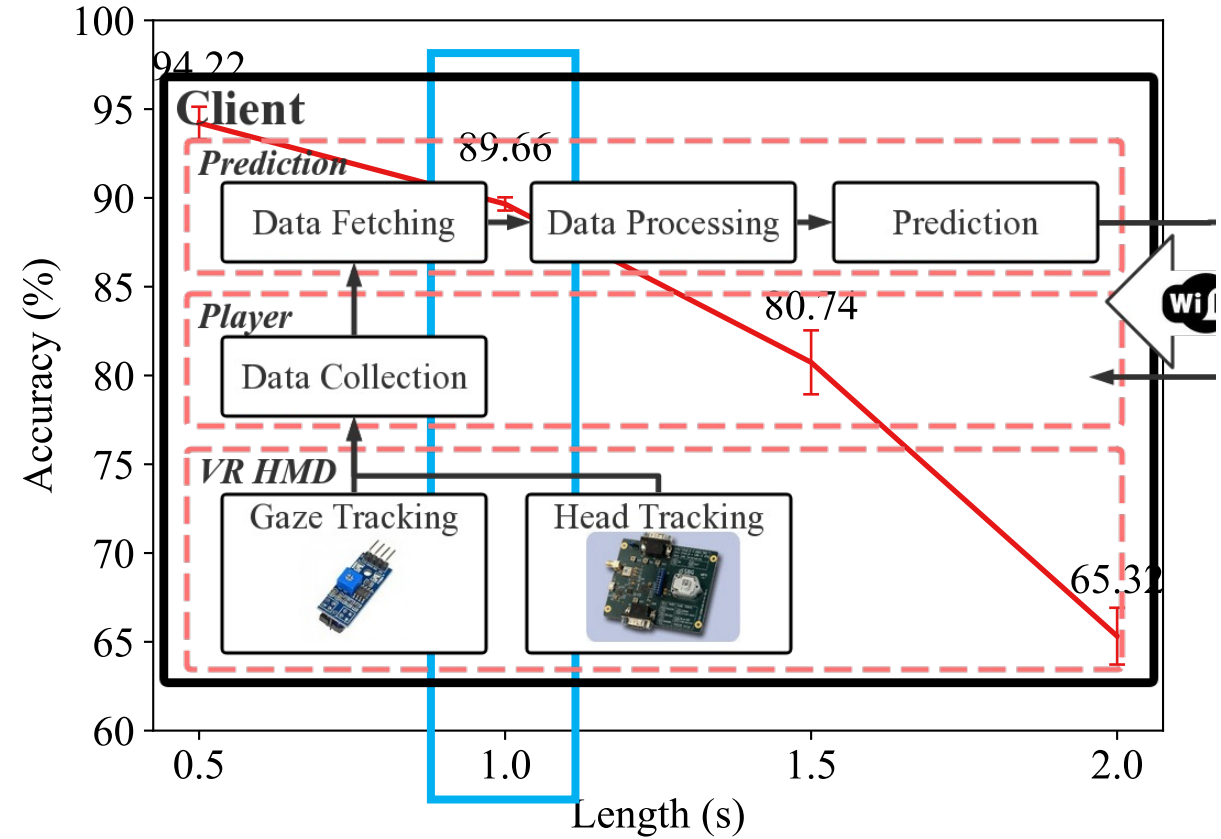 100
94.22
95
Client
89.66
Prediction
90
Data Fetching
Data Processing
Prediction
85
Wi
Player
80.74
80
Data Collection
Accuracy (%)
75
VR HMD
Gaze Tracking
Head Tracking
70
65.32
65
60
0.5
1.0
1.5
2.0
Length (s)